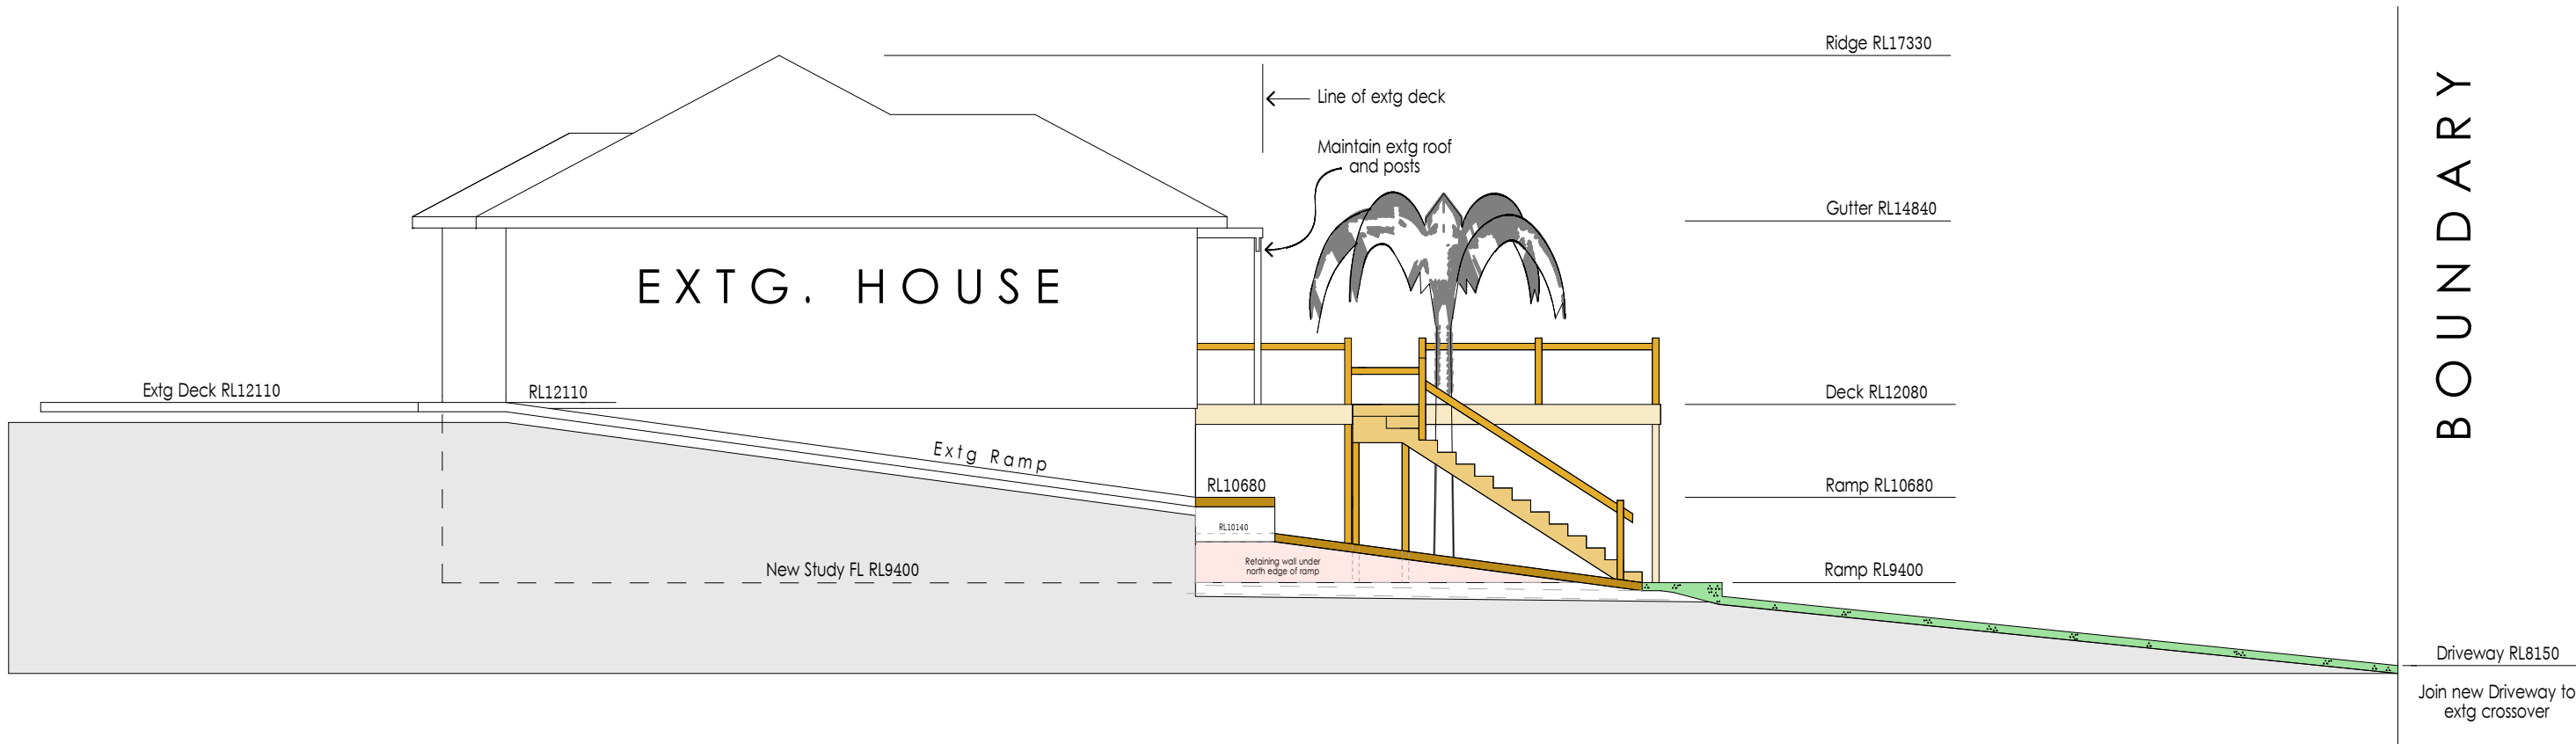 Ridge RL17330
Line of extg deck
Maintain extg roof
and posts
Gutter RL14840
EXTG. HOUSE
BOUNDARY
Extg Deck RL12110
RL12110
Deck RL12080
Extg Ramp
RL10680
Ramp RL10680
RL10140
Retaining wall under
north edge of ramp
New Study FL RL9400
Ramp RL9400
Driveway RL8150
Join new Driveway to
extg crossover